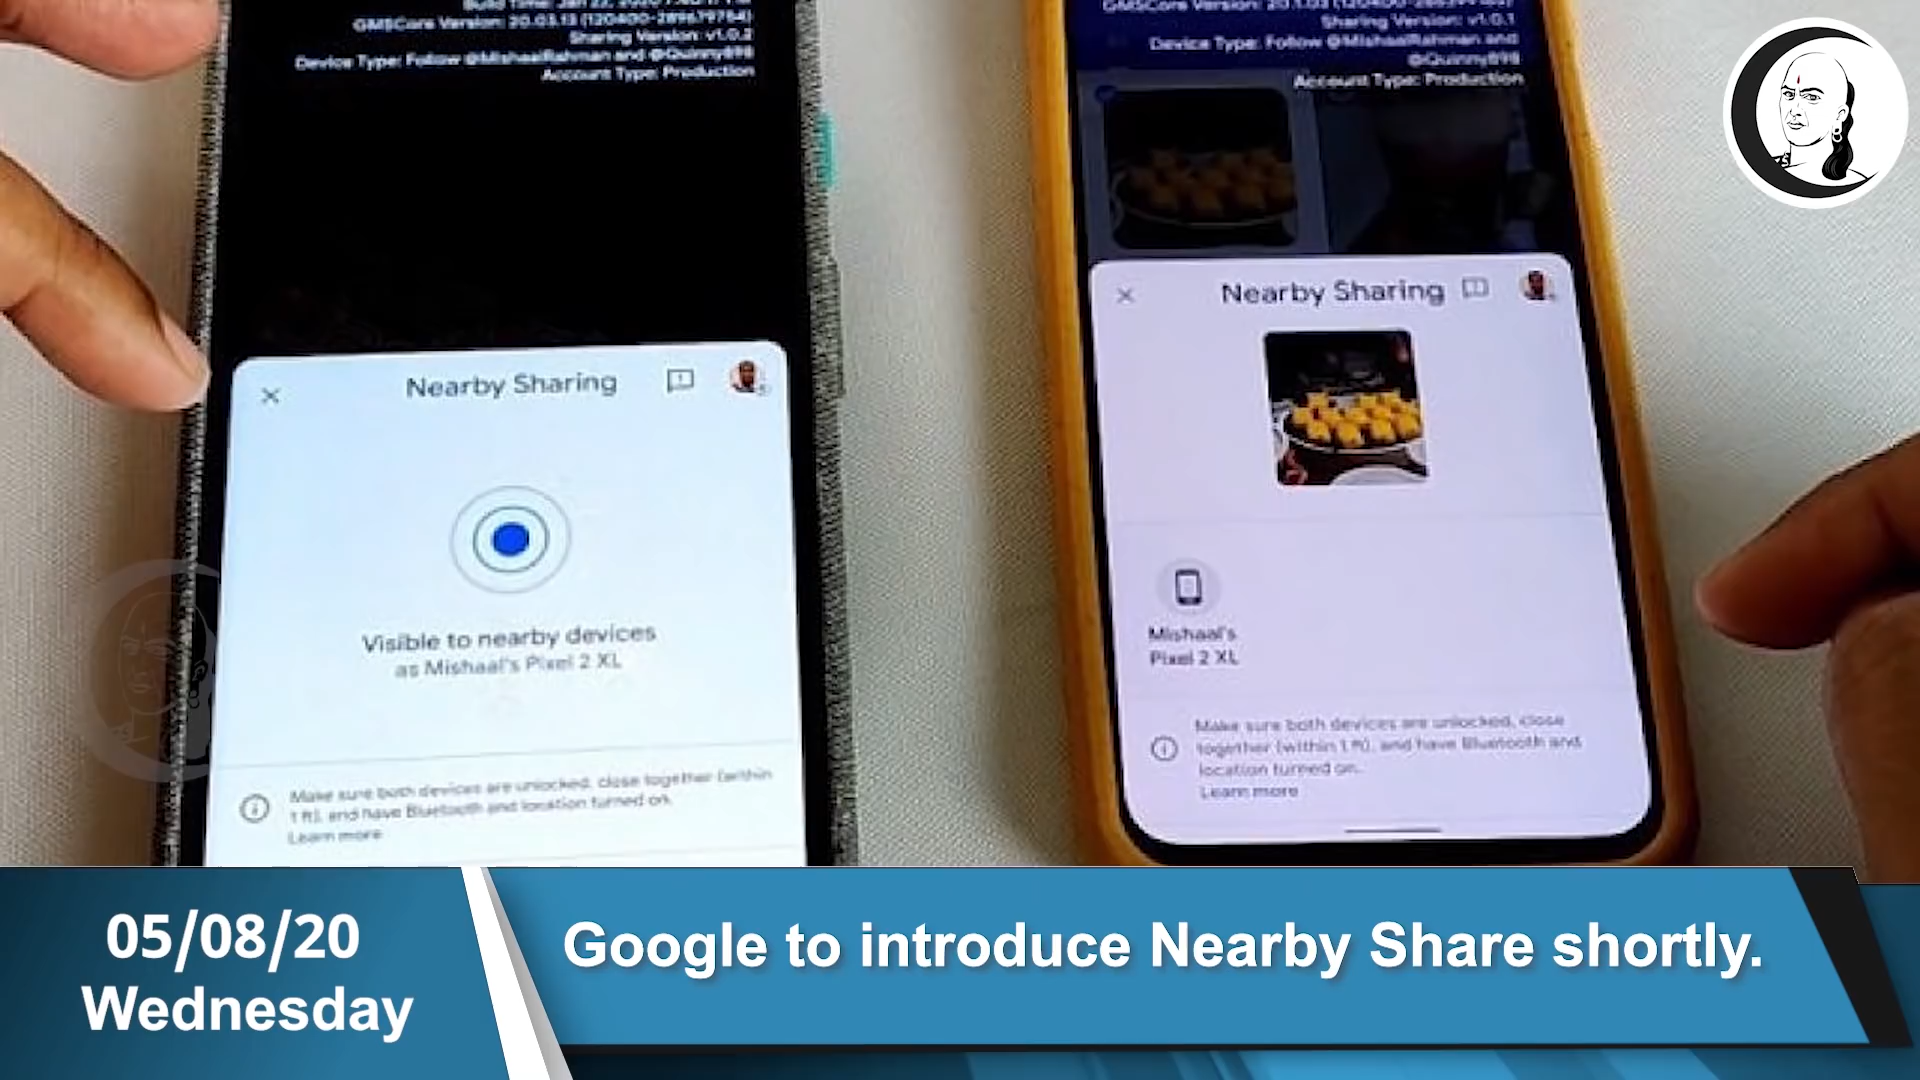 GMSCore Version: 20.03.13 (120400-289679754)
Sharing Version: v1.0.2
Device Type: Follow @MishaalRahman and @Quinny898
Account Type: Production
Nearby Sharing
Visible to nearby devices
as Mishaal's Pixel 2 XL
Make sure both devices are unlocked, close together (within
1 ft), and have Bluetooth and location turned on.
Learn more
Sharing Version: v1.0.1
Device Type: Follow @MishaalRahman and
@Quinny898
Account Type: Production
Nearby Sharing
Mishaal's
Pixel 2 XL
Make sure both devices are unlocked, close
together (within 1 ft), and have Bluetooth and
location turned on.
Learn more
05/08/20
Wednesday
Google to introduce Nearby Share shortly.